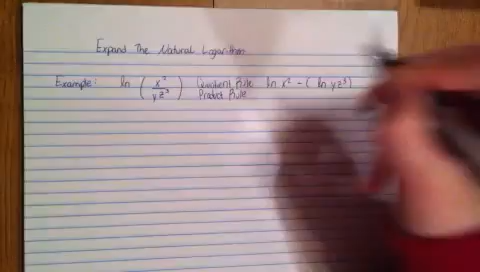 Expand The Natural Logarithm
Example: ln ( x² / yz³ ) Quotient Rule ln x² - ( ln yz³ )
Product Rule